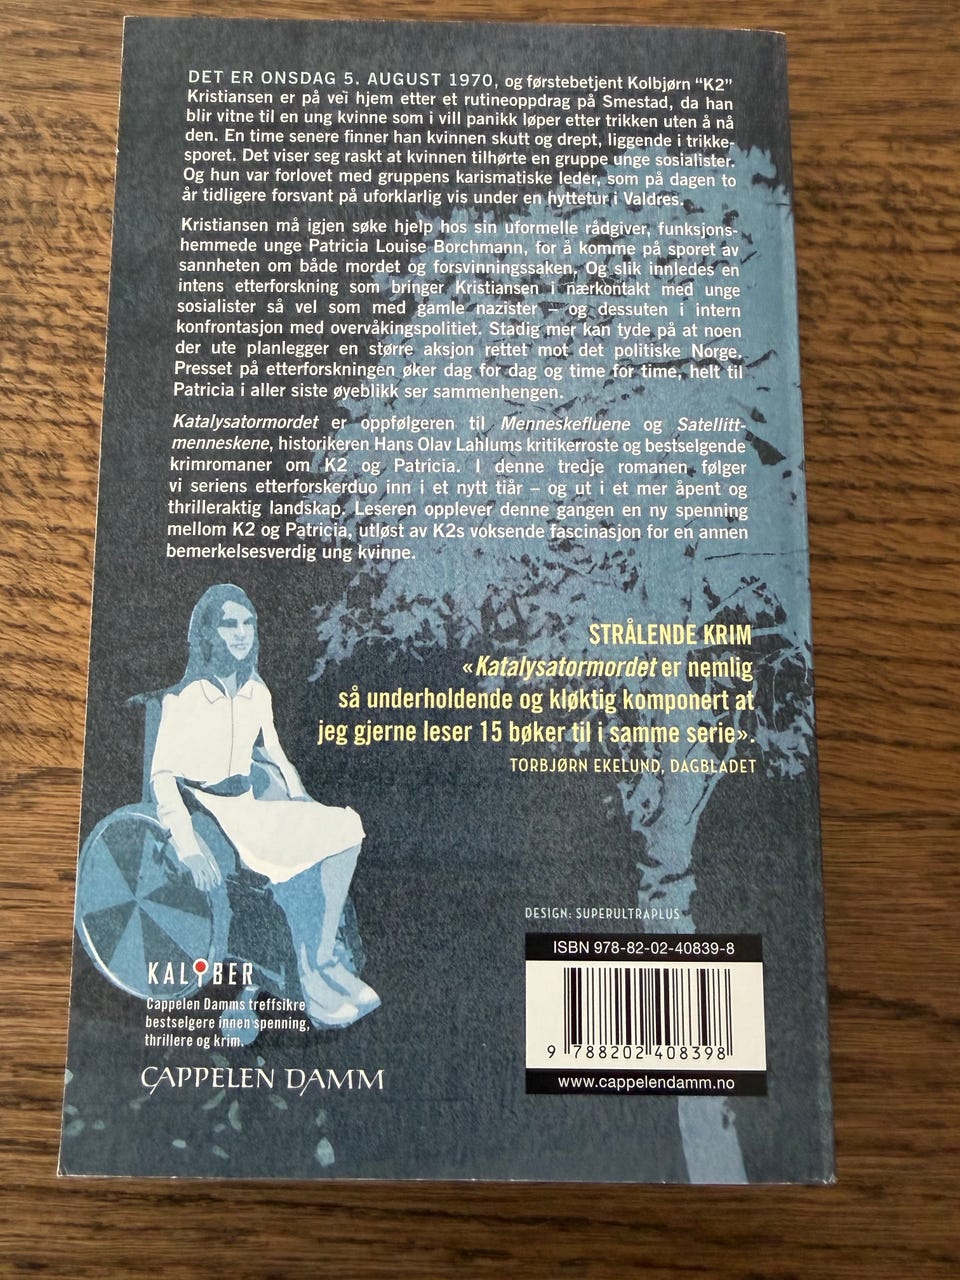 DET ER ONSDAG 5. AUGUST 1970, og førstebetjent Kolbjørn "K2"
Kristiansen er på vei hjem etter et rutineoppdrag på Smestad, da han
blir vitne til en ung kvinne som i vill panikk løper etter trikken uten å nå
den. En time senere finner han kvinnen skutt og drept, liggende i trikke-
sporet. Det viser seg raskt at kvinnen tilhørte en gruppe unge sosialister.
Og hun var forlovet med gruppens karismatiske leder, som på dagen to
år tidligere forsvant på uforklarlig vis under en hyttetur i Valdres.
Kristiansen må igjen søke hjelp hos sin uformelle rådgiver, funksjons-
hemmede unge Patricia Louise Borchmann, for å komme på sporet av
sannheten om både mordet og forsvinningssaken. Og slik innledes en
intens etterforskning som bringer Kristiansen i nærkontakt med unge
sosialister så vel som med gamle nazister – og dessuten i intern
konfrontasjon med overvåkingspolitiet. Stadig mer kan tyde på at noen
der ute planlegger en større aksjon rettet mot det politiske Norge.
Presset på etterforskningen øker dag for dag og time for time, helt til
Patricia i aller siste øyeblikk ser sammenhengen.
Katalysatormordet er oppfølgeren til Menneskefluene og Satellitt-
menneskene, historikeren Hans Olav Lahlums kritikerroste og bestselgende
krimromaner om K2 og Patricia. I denne tredje romanen følger
vi seriens etterforskerduo inn i et nytt tiår – og ut i et mer åpent og
thrilleraktig landskap. Leseren opplever denne gangen en ny spenning
mellom K2 og Patricia, utløst av K2s voksende fascinasjon for en annen
bemerkelsesverdig ung kvinne.
STRÅLENDE KRIM
«Katalysatormordet er nemlig
så underholdende og kløktig komponert at
jeg gjerne leser 15 bøker til i samme serie».
TORBJØRN EKELUND, DAGBLADET
DESIGN: SUPERULTRAPLUS
ISBN 978-82-02-40839-8
9 788202 408398
www.cappelendamm.no
KALIBER
Cappelen Damms treffsikre
bestselgere innen spenning,
thrillere og krim.
CAPPELEN DAMM